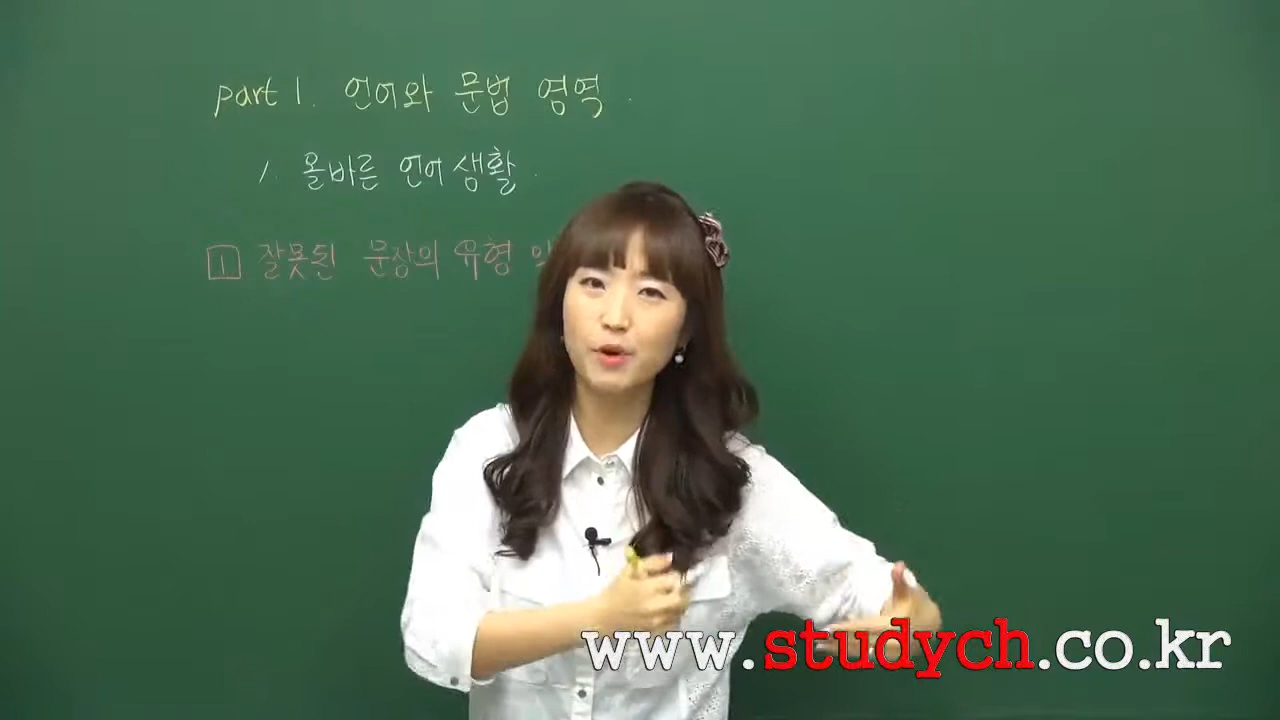 part 1. 언어와 문법 영역.
1. 올바른 언어생활.
1 잘못된 문장의 유형
www.studych.co.kr